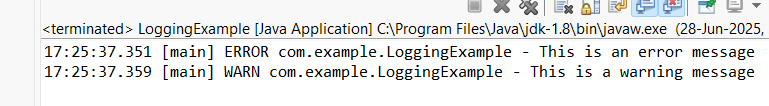 <terminated> LoggingExample [Java Application] C:\Program Files\Java\jdk-1.8\bin\javaw.exe (28-Jun-2025,
17:25:37.351 [main] ERROR com.example.LoggingExample - This is an error message
17:25:37.359 [main] WARN com.example.LoggingExample - This is a warning message